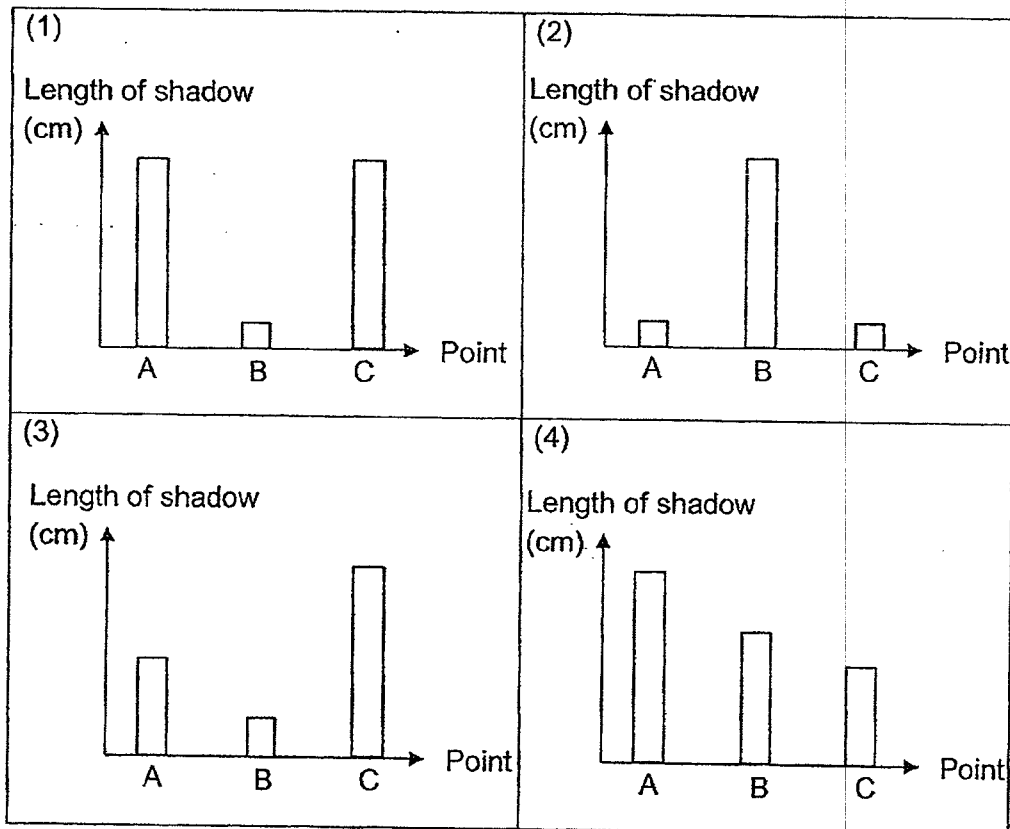 (1)
Length of shadow
(cm)
Point
A B C
(2)
Length of shadow
(cm)
Point
A B C
(3)
Length of shadow
(cm)
Point
A B C
(4)
Length of shadow
(cm)
Point
A B C